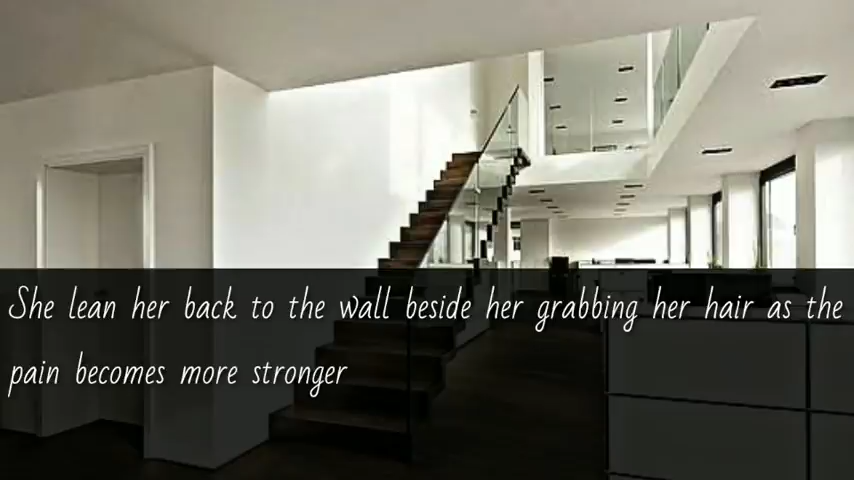 She lean her back to the wall beside her grabbing her hair as the
pain becomes more stronger